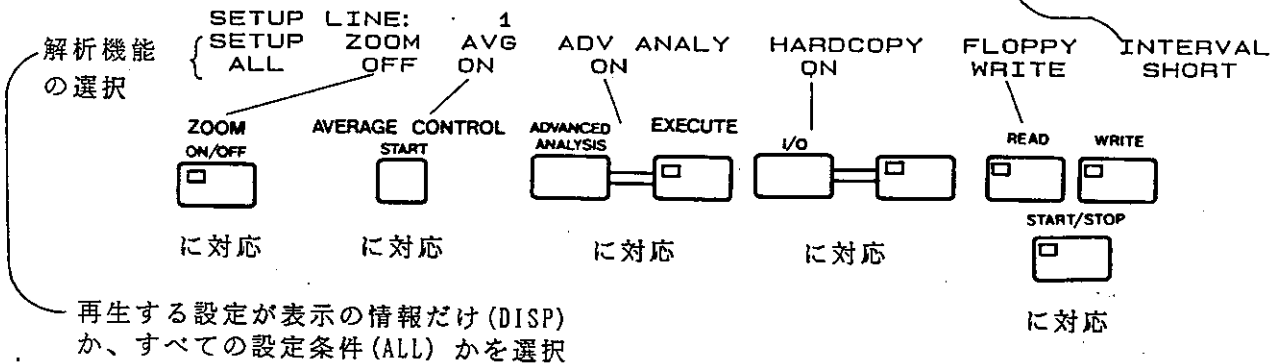 SETUP LINE: 1
解析機能
の選択
SETUP ZOOM AVG ADV ANALY HARDCOPY FLOPPY INTERVAL
ALL OFF ON ON ON WRITE SHORT
ZOOM AVERAGE CONTROL ADVANCED ANALYSIS EXECUTE I/O READ WRITE
ON/OFF START
START/STOP
に対応 に対応 に対応 に対応
に対応
再生する設定が表示の情報だけ(DISP)
か、すべての設定条件(ALL) かを選択